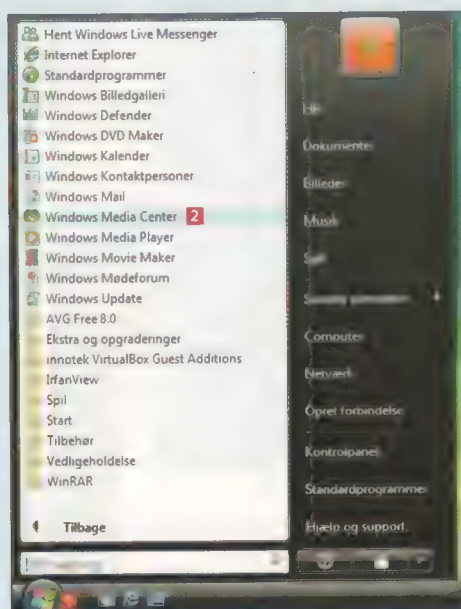 Hent Windows Live Messenger
Internet Explorer
Standardprogrammer
Windows Billedgalleri
Windows Defender
Windows DVD Maker
Windows Kalender
Windows Kontaktpersoner
Windows Mail
Windows Media Center 2
Windows Media Player
Windows Movie Maker
Windows Mødeforum
Windows Update
AVG Free 8.0
Ekstra og opgraderinger
innotek VirtualBox Guest Additions
IrfanView
Spil
Start
Tilbehør
Vedligeholdelse
WinRAR
Tilbage
Dokumenter
Billeder
Musik
Spil
Computer
Netværk
Opret forbindelse
Kontrolpanel
Standardprogrammer
Hjælp og support